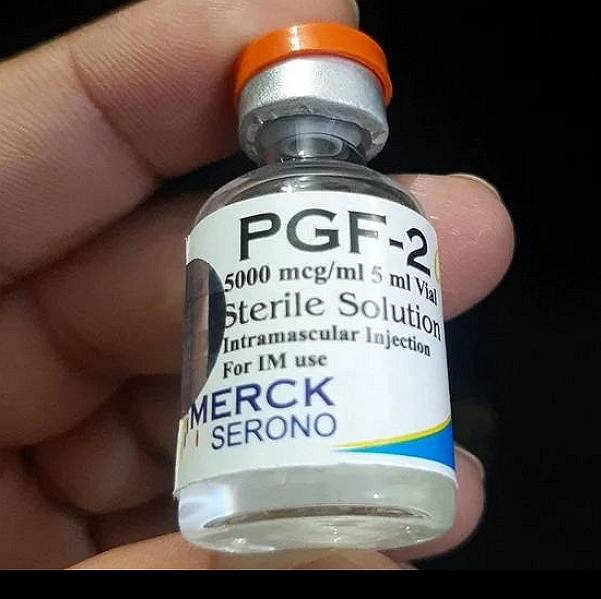 PGF-2
5000 mcg/ml 5 ml Vial
Sterile Solution
Intramascular Injection
For IM use
MERCK
SERONO